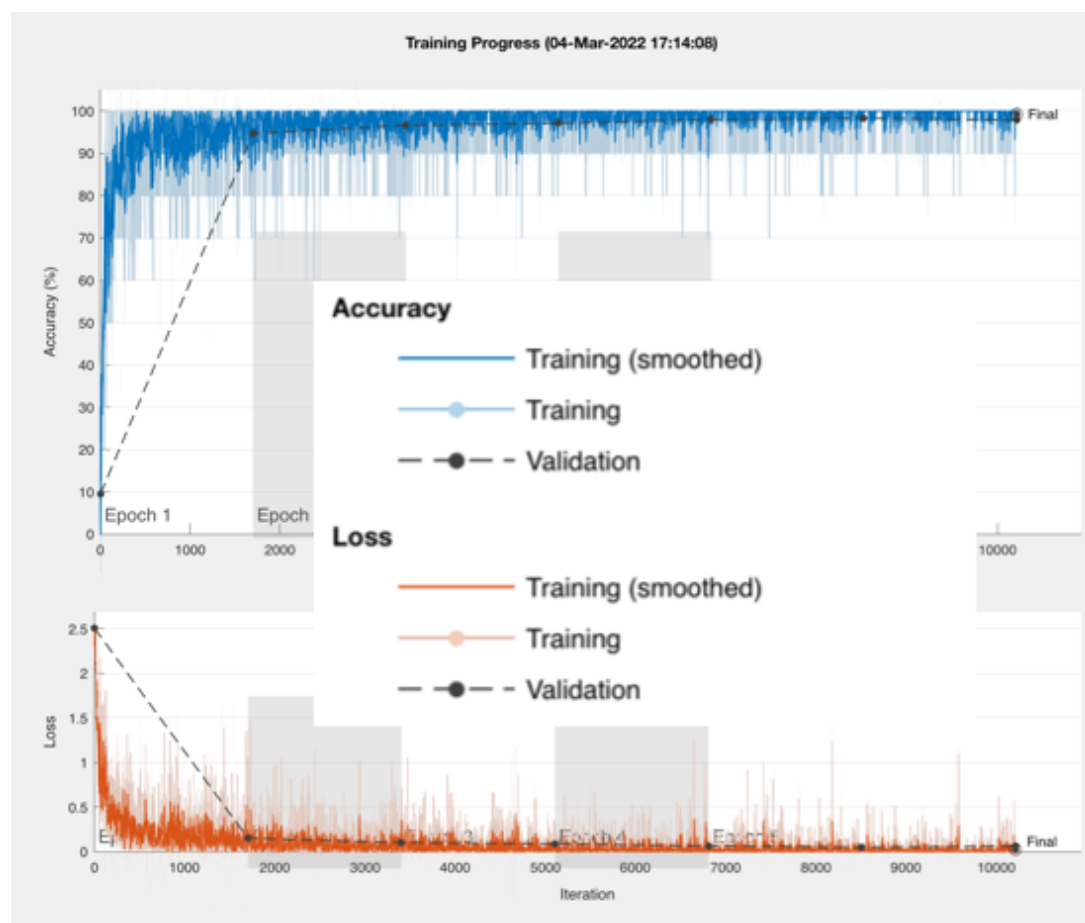 Training Progress (04-Mar-2022 17:14:08)
100
90
80
70
60
50
40
30
20
10
0
Accuracy (%)
Final
Epoch 1
Epoch
0
1000
2000
10000
Accuracy
Training (smoothed)
Training
Validation
Loss
Training (smoothed)
Training
Validation
2.5
2
1.5
1
0.5
0
Loss
Final
0
1000
2000
3000
4000
5000
6000
7000
8000
9000
10000
Iteration